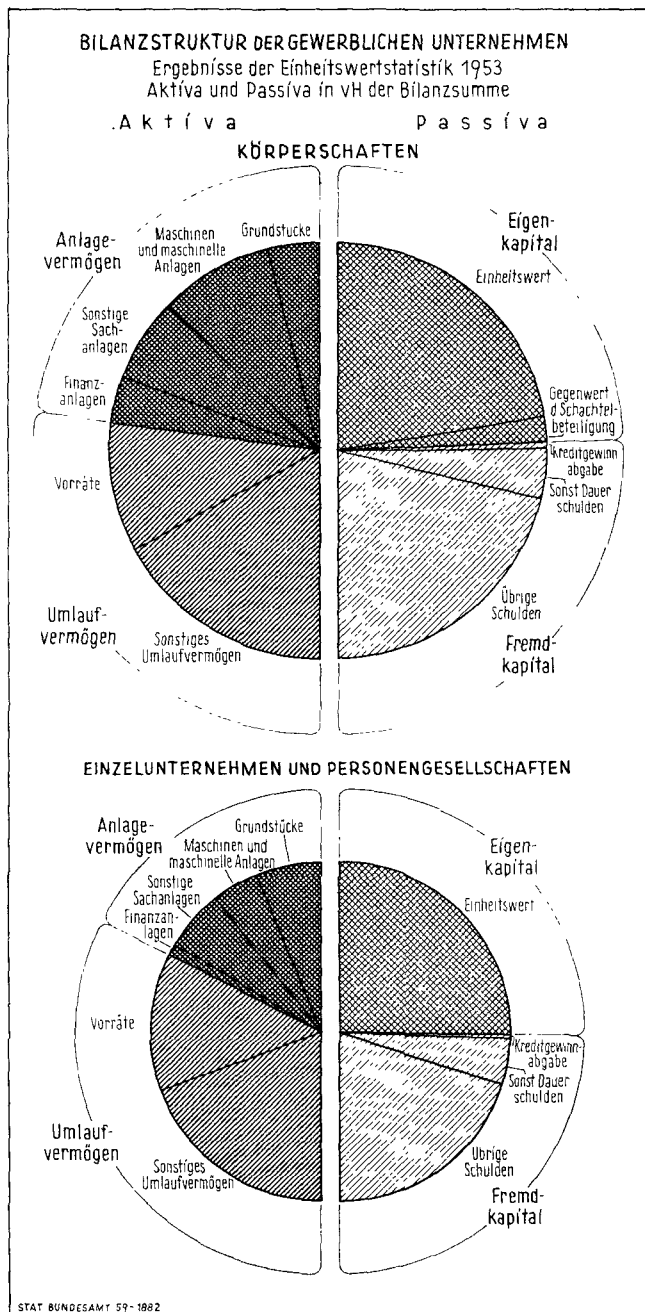 BILANZSTRUKTUR DER GEWERBLICHEN UNTERNEHMEN
Ergebnisse der Einheitswertstatistik 1953
Aktiva und Passiva in vH der Bilanzsumme
Aktiva
Passiva
KÖRPERSCHAFTEN
Anlage-
vermögen
Maschinen
und maschinelle
Anlagen
Grundstücke
Sonstige
Sach-
anlagen
Finanz-
anlagen
Vorräte
Umlauf-
vermögen
Sonstiges
Umlaufvermögen
Eigen-
kapital
Einheitswert
Gegenwert
d Schachtel-
beteiligung
Kreditgewinn
abgabe
Sonst Dauer
schulden
Übrige
Schulden
Fremd-
kapital
EINZELUNTERNEHMEN UND PERSONENGESELLSCHAFTEN
Anlage-
vermögen
Grundstücke
Maschinen und
maschinelle Anlagen
Sonstige
Sachanlagen
Finanzan-
lagen
Vorräte
Umlauf-
vermögen
Sonstiges
Umlaufvermögen
Eigen-
kapital
Einheitswert
Kreditgewinn-
abgabe
Sonst Dauer
schulden
Übrige
Schulden
Fremd-
kapital
STAT BUNDESAMT 59-1882